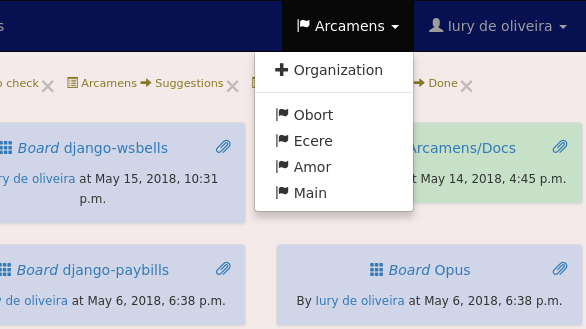 s Arcamens Iury de oliveira
Organization
o check Arcamens Suggestions Done
Obort
Ecere
Amor
Main
Board django-wsbells
ry de oliveira at May 15, 2018, 10:31
p.m.
Arcamens/Docs
t May 14, 2018, 4:45 p.m.
Board django-paybills
y de oliveira at May 6, 2018, 6:38 p.m.
Board Opus
By Iury de oliveira at May 6, 2018, 6:38 p.m.